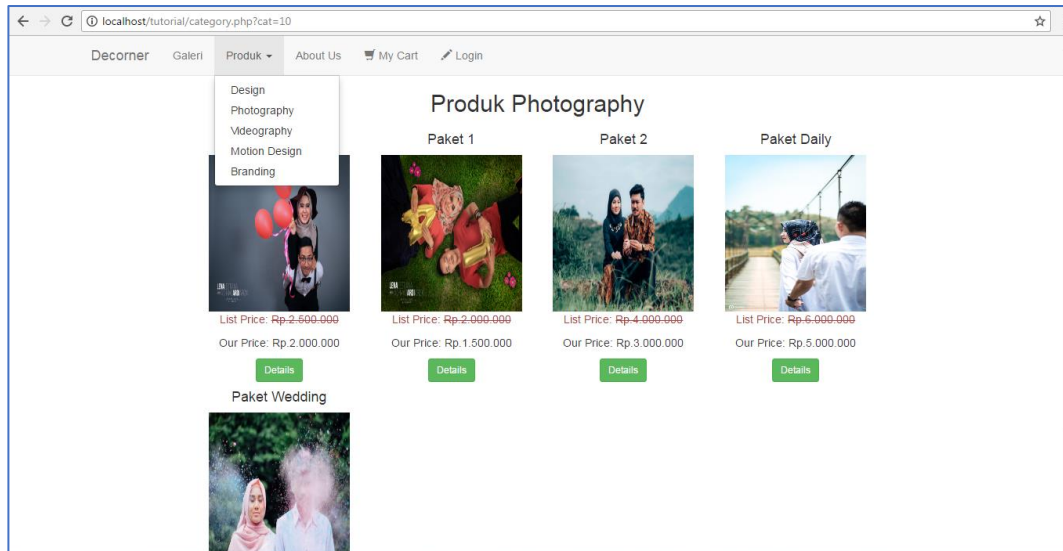 localhost/tutorial/category.php?cat=10
Decorner Galeri Produk About Us My Cart Login
Design
Photography
Videography
Motion Design
Branding
Produk Photography
Paket 1 Paket 2 Paket Daily
List Price: Rp.2.500.000 List Price: Rp.2.000.000 List Price: Rp.4.000.000 List Price: Rp.6.000.000
Our Price: Rp.2.000.000 Our Price: Rp.1.500.000 Our Price: Rp.3.000.000 Our Price: Rp.5.000.000
Details Details Details Details
Paket Wedding